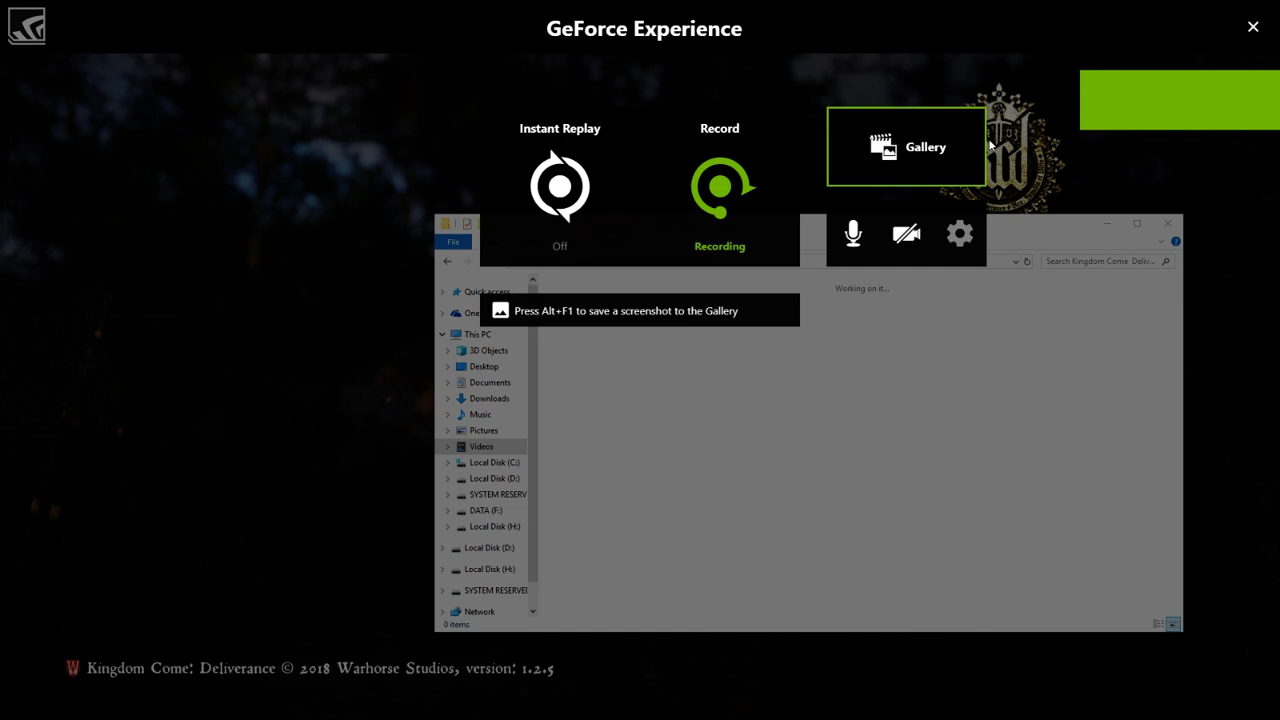 GeForce Experience
Instant Replay
Record
Gallery
Off
Recording
Press Alt+F1 to save a screenshot to the Gallery
File
Search Kingdom Come Deliv...
Working on it...
Quick access
One
This PC
3D Objects
Desktop
Documents
Downloads
Music
Pictures
Videos
Local Disk (C:)
Local Disk (D:)
SYSTEM RESERV
DATA (F:)
Local Disk (H:)
Local Disk (D:)
Local Disk (H:)
SYSTEM RESERVE
Network
0 items
Kingdom Come: Deliverance © 2018 Warhorse Studios, version: 1.2.5